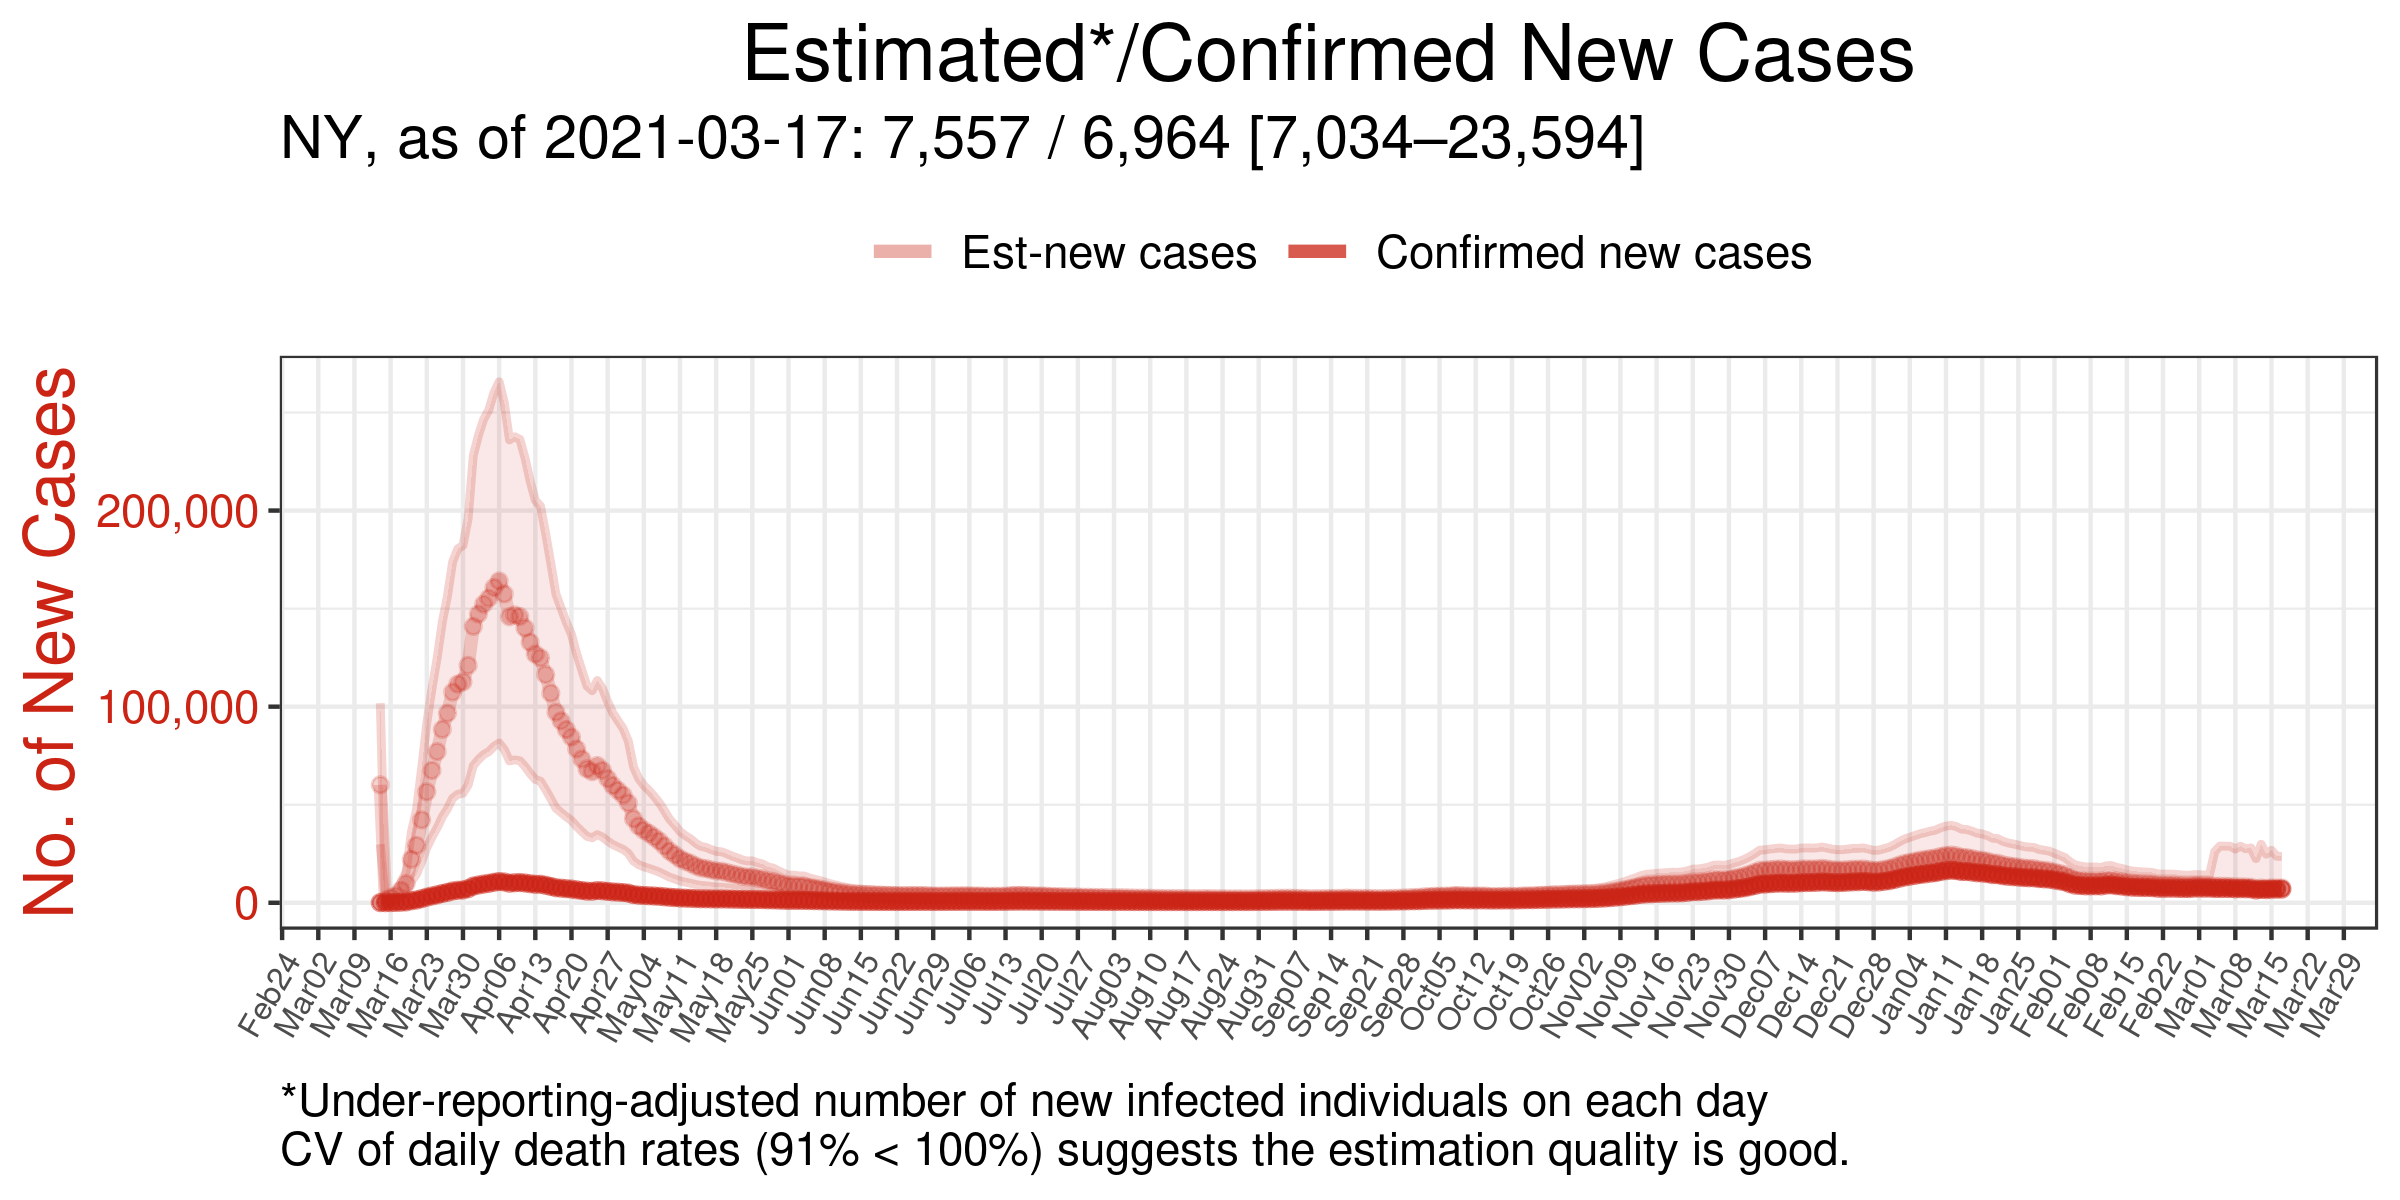 Estimated*/Confirmed New Cases
NY, as of 2021-03-17: 7,557 / 6,964 [7,034–23,594]
Est-new cases
Confirmed new cases
No. of New Cases
200,000
100,000
0
Feb24
Mar02
Mar09
Mar16
Mar23
Mar30
Apr06
Apr13
Apr20
Apr27
May04
May11
May18
May25
Jun01
Jun08
Jun15
Jun22
Jun29
Jul06
Jul13
Jul20
Jul27
Aug03
Aug10
Aug17
Aug24
Aug31
Sep07
Sep14
Sep21
Sep28
Oct05
Oct12
Oct19
Oct26
Nov02
Nov09
Nov16
Nov23
Nov30
Dec07
Dec14
Dec21
Dec28
Jan04
Jan11
Jan18
Jan25
Feb01
Feb08
Feb15
Feb22
Mar01
Mar08
Mar15
Mar22
Mar29
*Under-reporting-adjusted number of new infected individuals on each day
CV of daily death rates (91% < 100%) suggests the estimation quality is good.